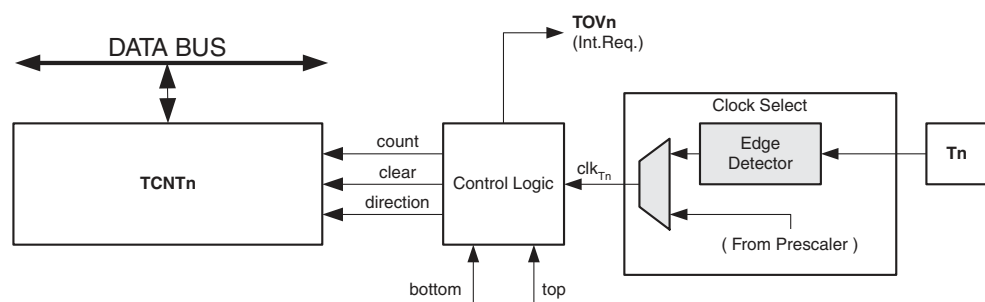 DATA BUS
TOVn
(Int.Req.)
Clock Select
count
Edge
Detector
Tn
TCNTn
clear
Control Logic
clkTn
direction
( From Prescaler )
bottom
top